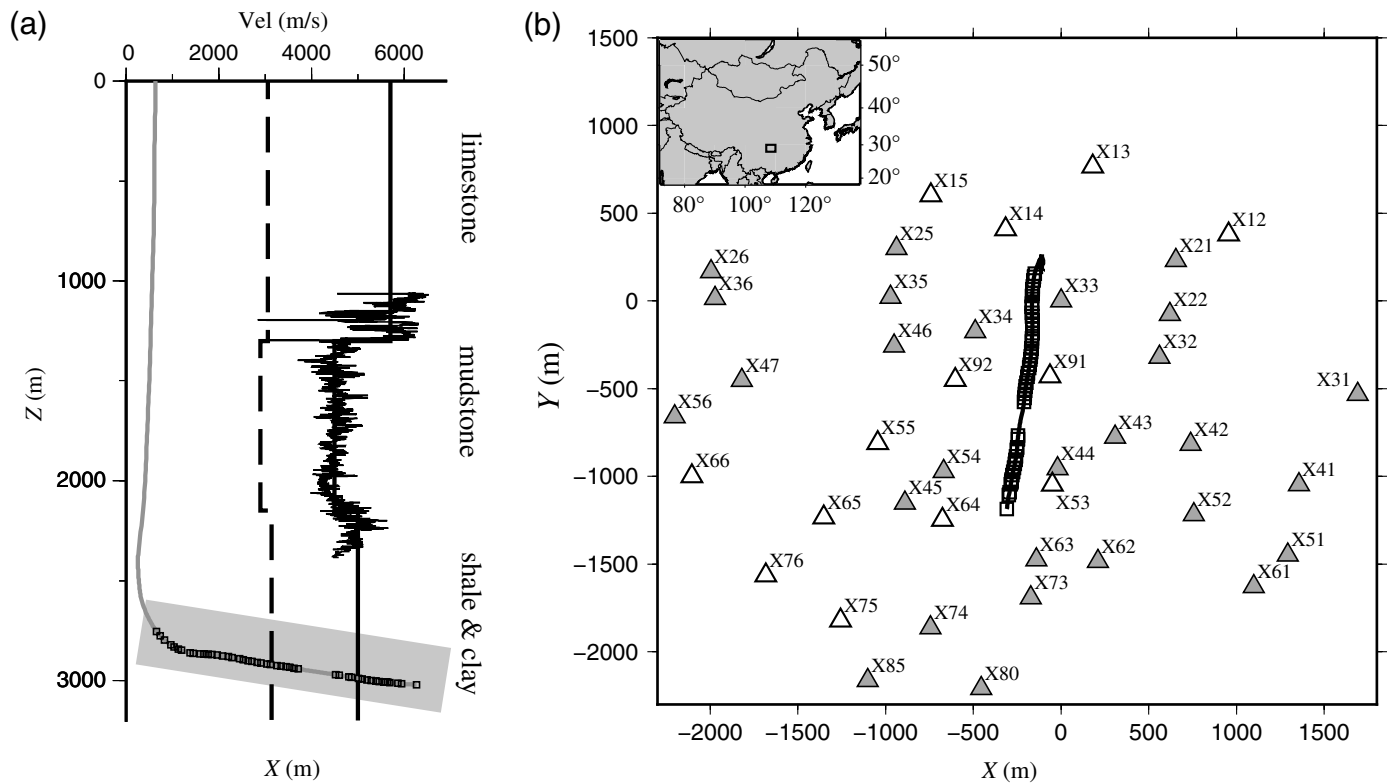 (a)
Vel (m/s)
0 2000 4000 6000
0
1000
2000
3000
Z (m)
limestone
mudstone
shale & clay
X (m)
(b)
1500
1000
500
0
−500
−1000
−1500
−2000
Y (m)
50°
40°
30°
20°
80° 100° 120°
X13
X15
X14
X12
X25
X21
X26
X36
X35
X33
X22
X34
X46
X32
X92
X91
X47
X31
X56
X43
X55
X42
X54
X44
X66
X41
X45
X53
X64
X52
X65
X63
X62
X51
X76
X61
X73
X75
X74
X85
X80
−2000 −1500 −1000 −500 0 500 1000 1500
X (m)